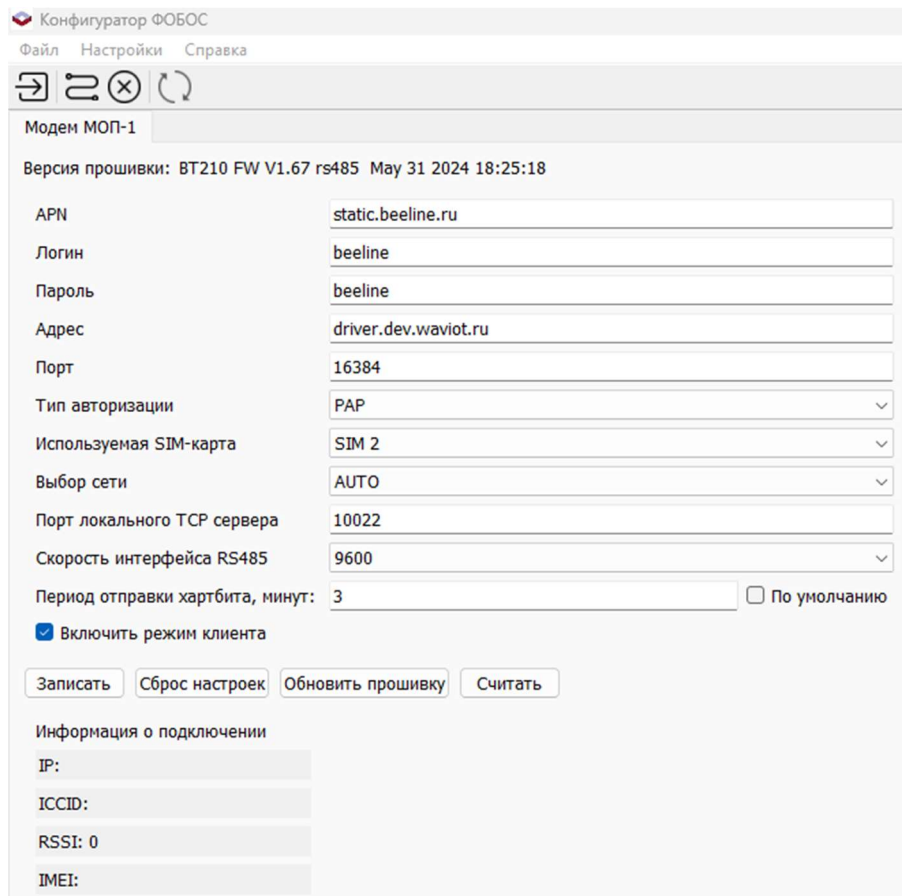 Конфигуратор ФОБОС
Файл Настройки Справка
Модем МОП-1
Версия прошивки: BT210 FW V1.67 rs485 May 31 2024 18:25:18
APN static.beeline.ru
Логин beeline
Пароль beeline
Адрес driver.dev.waviot.ru
Порт 16384
Тип авторизации PAP
Используемая SIM-карта SIM 2
Выбор сети AUTO
Порт локального TCP сервера 10022
Скорость интерфейса RS485 9600
Период отправки хартбита, минут: 3 По умолчанию
Включить режим клиента
Записать Сброс настроек Обновить прошивку Считать
Информация о подключении
IP:
ICCID:
RSSI: 0
IMEI: